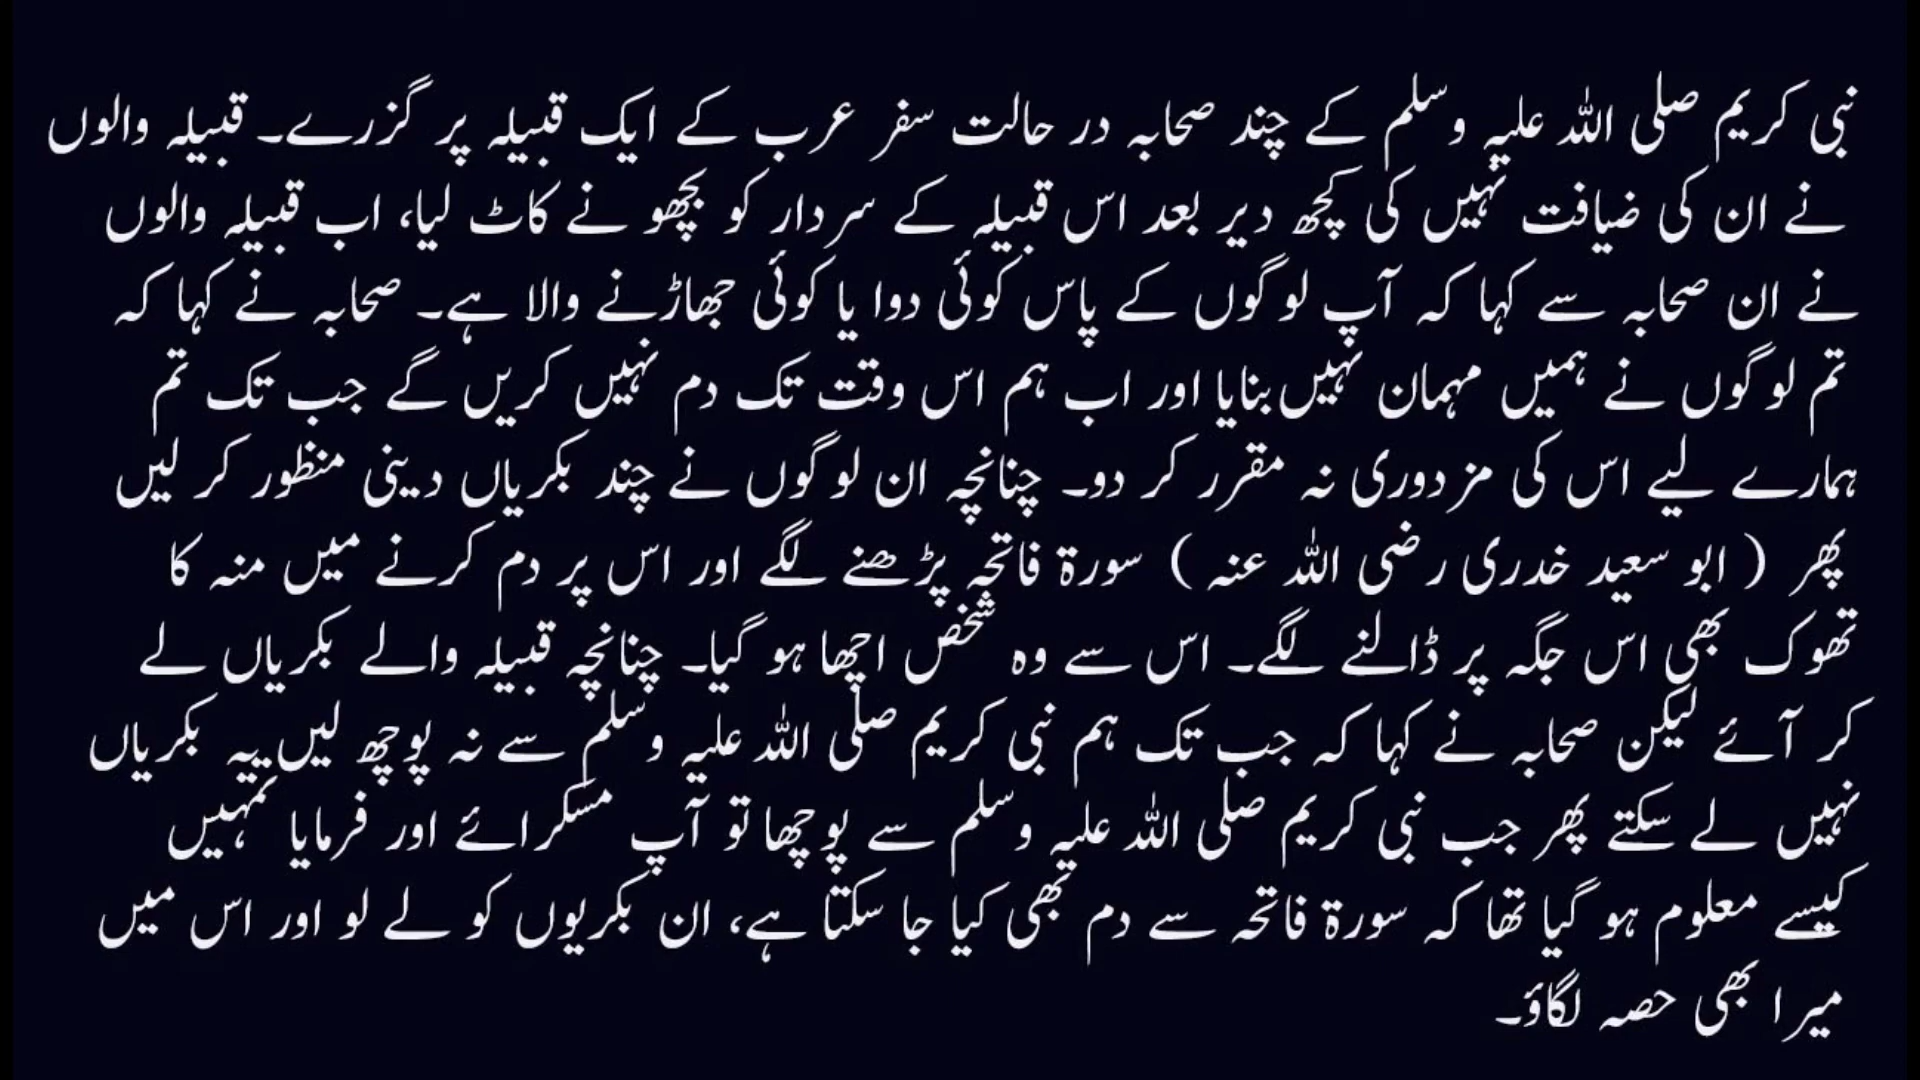 نبی کریم صلی اللہ علیہ وسلم کے چند صحابہ در حالت سفر عرب کے ایک قبیلہ پر گزرے۔ قبیلہ والوں
نے ان کی ضیافت نہیں کی کچھ دیر بعد اس قبیلہ کے سردار کو بچھو نے کاٹ لیا، اب قبیلہ والوں
نے ان صحابہ سے کہا کہ آپ لوگوں کے پاس کوئی دوا یا کوئی جھاڑنے والا ہے۔ صحابہ نے کہا کہ
تم لوگوں نے ہمیں مہمان نہیں بنایا اور اب ہم اس وقت تک دم نہیں کریں گے جب تک تم
ہمارے لیے اس کی مزدوری نہ مقرر کر دو۔ چنانچہ ان لوگوں نے چند بکریاں دینی منظور کر لیں
پھر ( ابو سعید خدری رضی اللہ عنہ ) سورۃ فاتحہ پڑھنے لگے اور اس پر دم کرنے میں منہ کا
تھوک بھی اس جگہ پر ڈالنے لگے۔ اس سے وہ شخص اچھا ہو گیا۔ چنانچہ قبیلہ والے بکریاں لے
کر آئے لیکن صحابہ نے کہا کہ جب تک ہم نبی کریم صلی اللہ علیہ وسلم سے نہ پوچھ لیں یہ بکریاں
نہیں لے سکتے پھر جب نبی کریم صلی اللہ علیہ وسلم سے پوچھا تو آپ مسکرائے اور فرمایا تمہیں
کیسے معلوم ہو گیا تھا کہ سورۃ فاتحہ سے دم بھی کیا جا سکتا ہے، ان بکریوں کو لے لو اور اس میں
میرا بھی حصہ لگاؤ۔